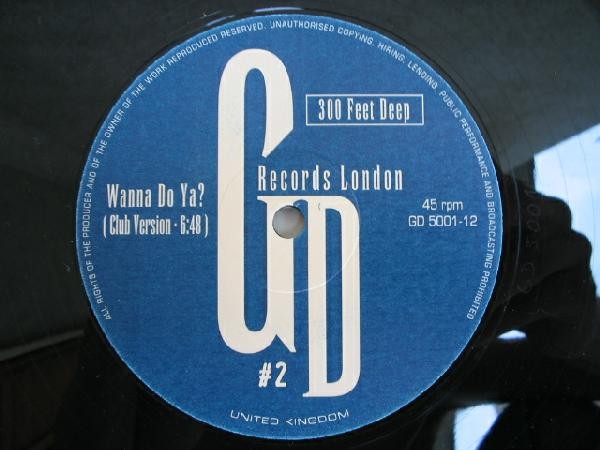 ALL RIGHTS OF THE PRODUCER AND OF THE OWNER OF THE WORK REPRODUCED RESERVED. UNAUTHORISED COPYING, HIRING, LENDING, PUBLIC PERFORMANCE AND BROADCASTING PROHIBITED
300 Feet Deep
GD
Records London
Wanna Do Ya?
( Club Version · 6:48 )
45 rpm
GD 5001-12
#2
UNITED KINGDOM